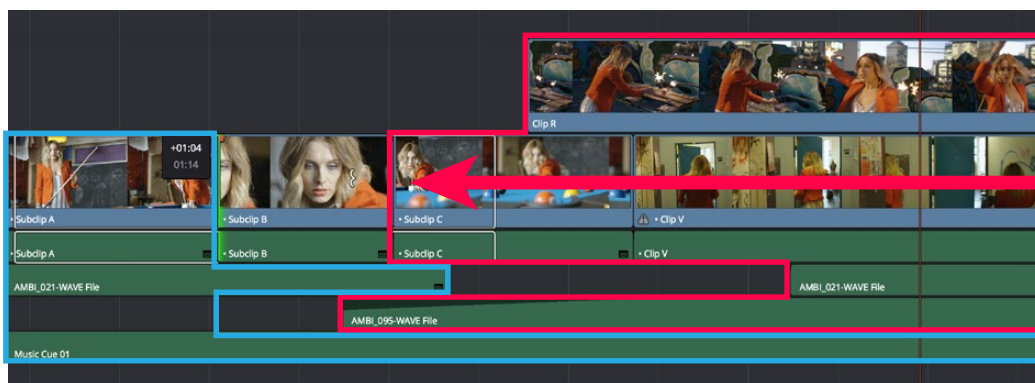 Clip R
+01:04
01:14
• Subclip A
• Subclip B
• Subclip C
• Clip V
• Subclip A
• Subclip B
• Subclip C
• Clip V
AMBI_021-WAVE File
AMBI_021-WAVE File
AMBI_095-WAVE File
Music Cue 01